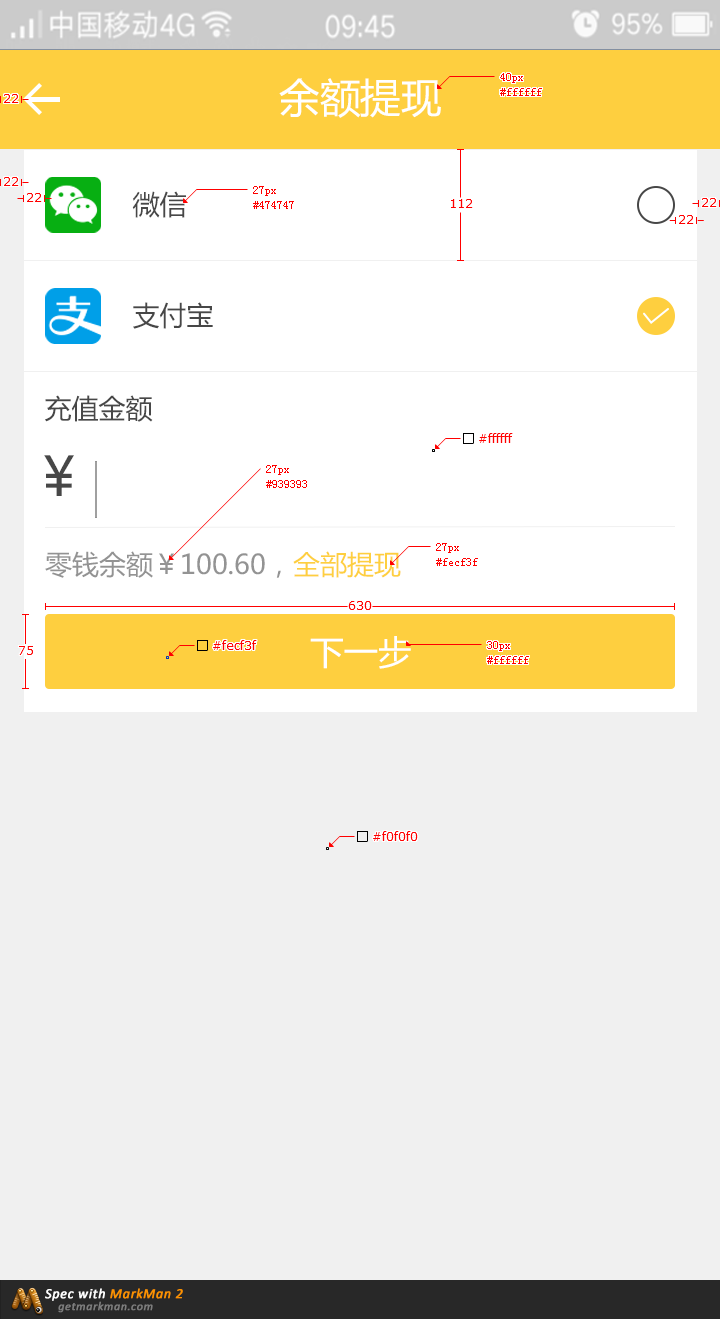 中国移动4G 09:45 95%
22 余额提现 40px
#ffffff
22 22 微信 27px
#474747
112 22 22
支付宝
充值金额
#ffffff
¥
27px
#939393
零钱余额￥100.60，全部提现 27px
#fecf3f
630
75 #fecf3f 下一步 30px
#ffffff
#f0f0f0
Spec with MarkMan 2
getmarkman.com